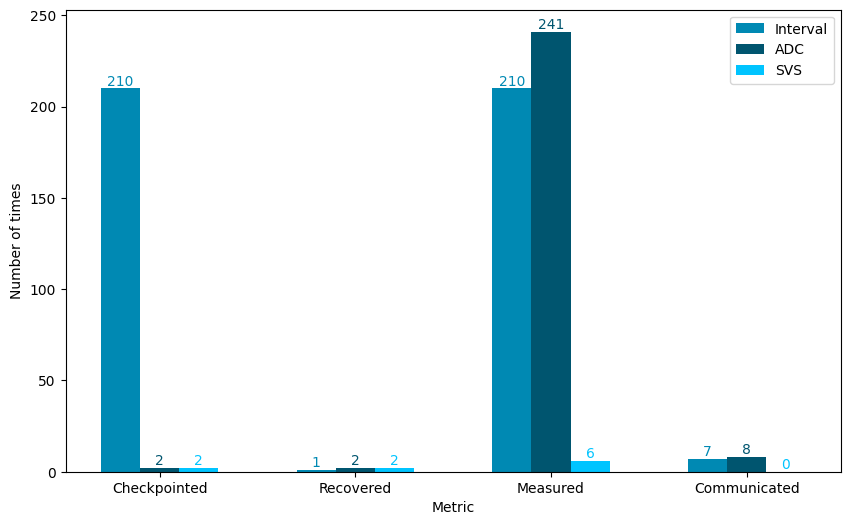 250
200
150
100
50
0
Number of times
Interval
ADC
SVS
210
2
2
1
2
2
210
241
6
7
8
0
Checkpointed
Recovered
Measured
Communicated
Metric